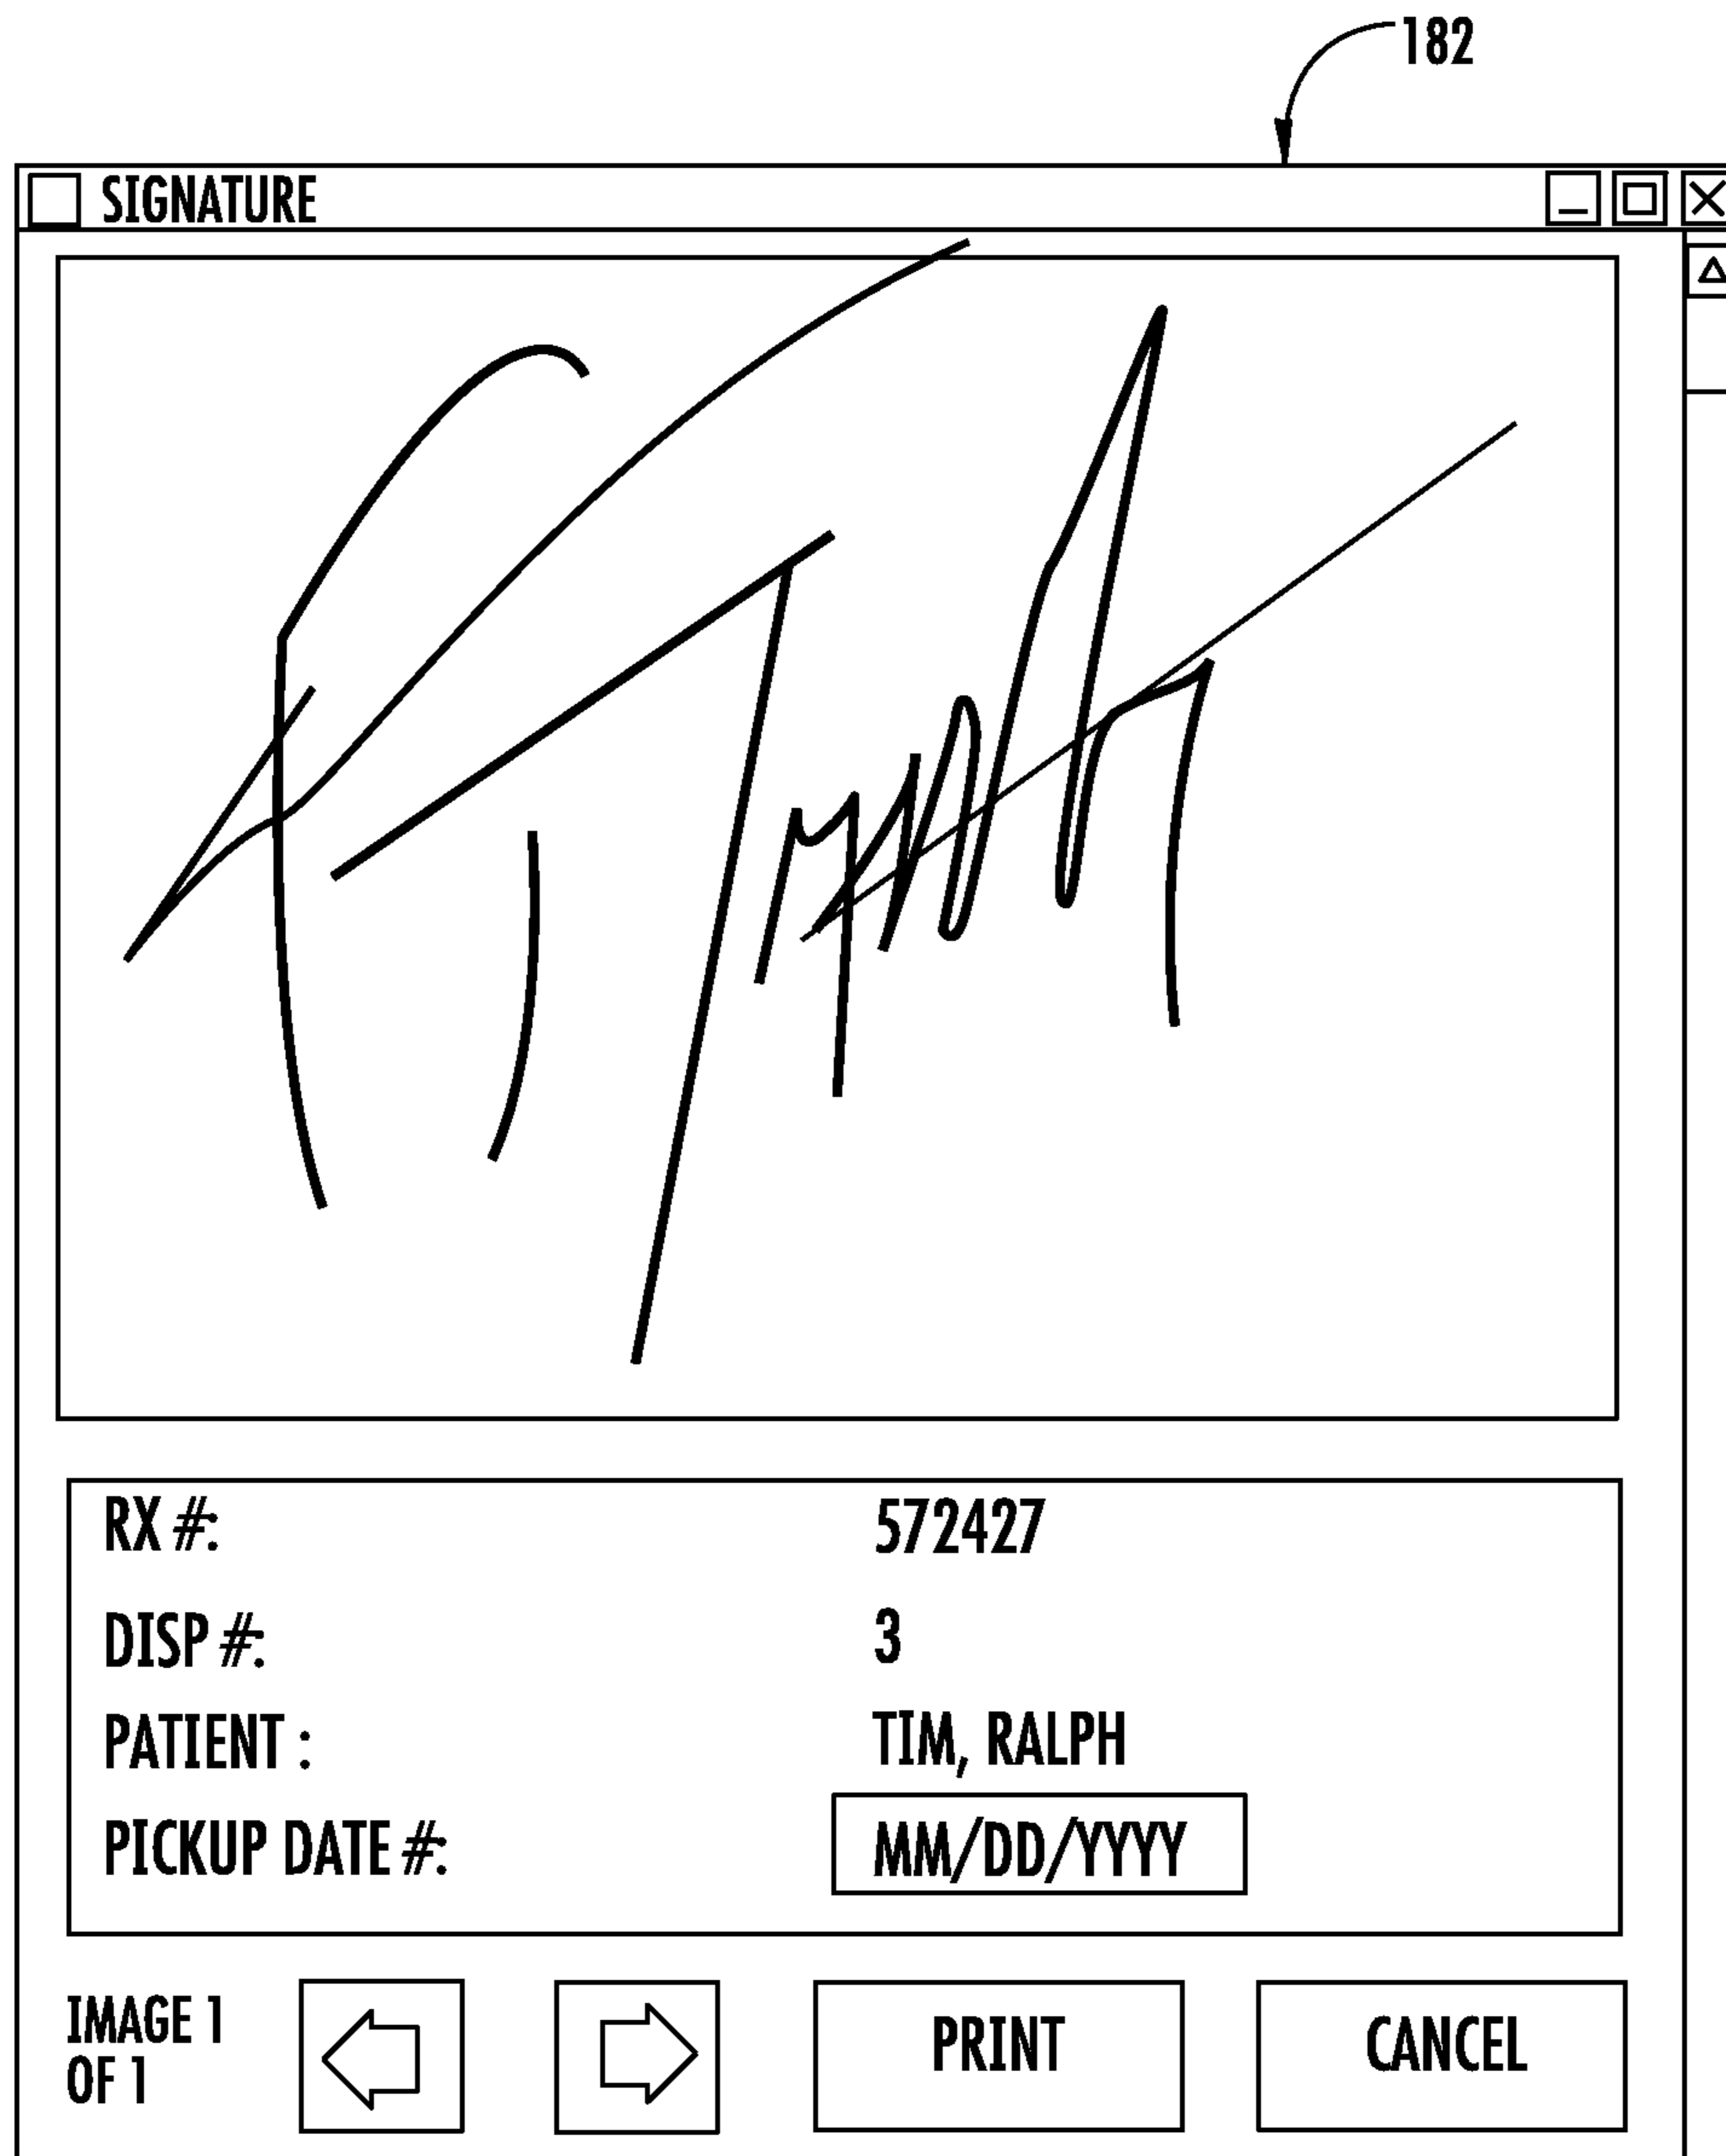 182
SIGNATURE
RX #: 572427
DISP #: 3
PATIENT : TIM, RALPH
PICKUP DATE #: MM/DD/YYYY
IMAGE 1
OF 1
PRINT
CANCEL